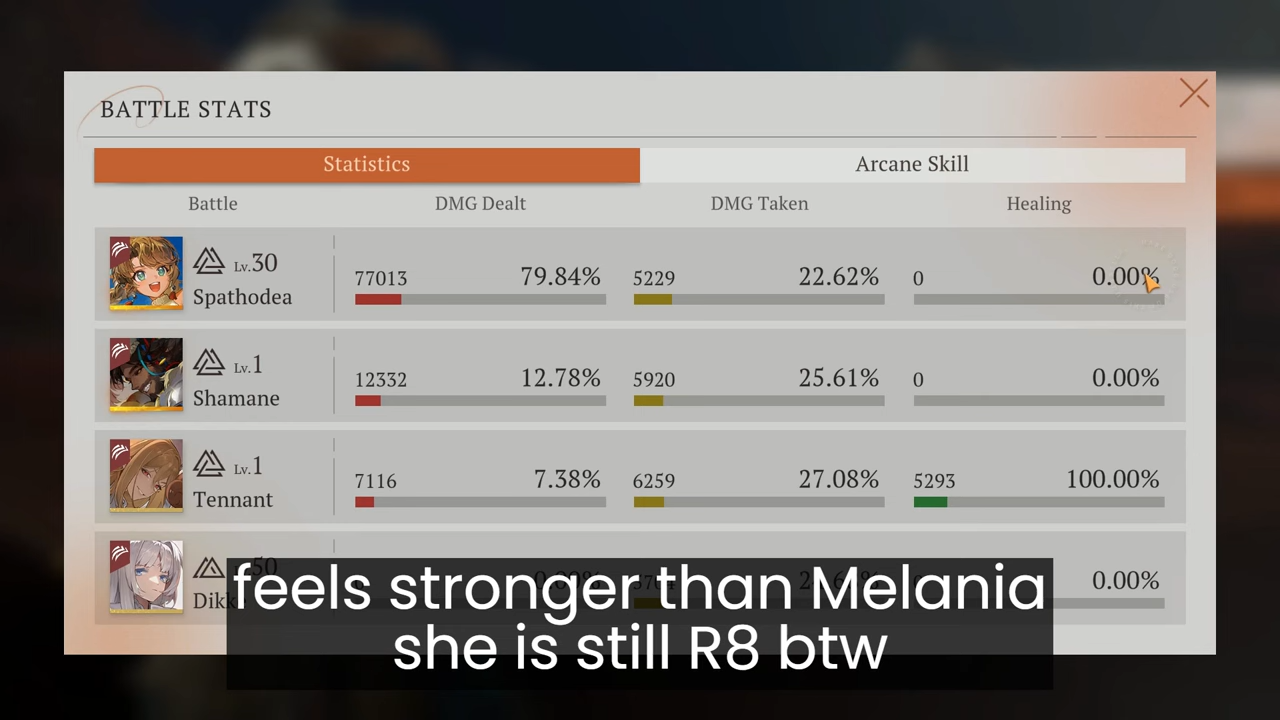 BATTLE STATS
Statistics Arcane Skill
Battle DMG Dealt DMG Taken Healing
Lv.30
Spathodea
77013 79.84% 5229 22.62% 0 0.00%
Lv.1
Shamane
12332 12.78% 5920 25.61% 0 0.00%
Lv.1
Tennant
7116 7.38% 6259 27.08% 5293 100.00%
50
0.00%
feels stronger than Melania
she is still R8 btw